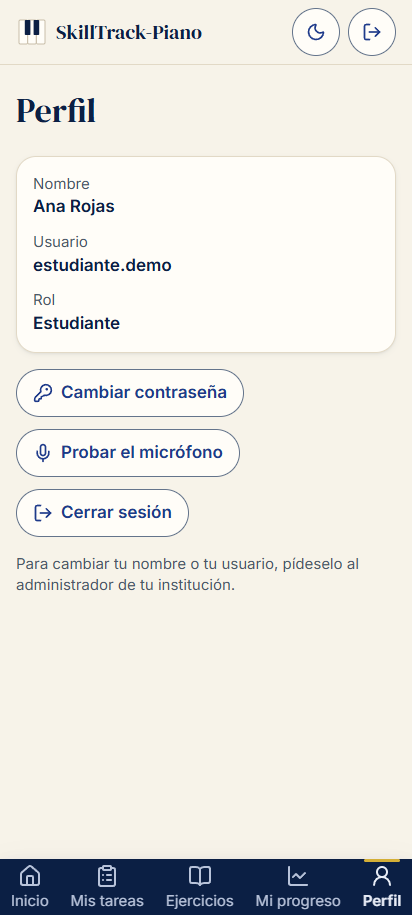 SkillTrack-Piano
Perfil
Nombre
Ana Rojas
Usuario
estudiante.demo
Rol
Estudiante
Cambiar contraseña
Probar el micrófono
Cerrar sesión
Para cambiar tu nombre o tu usuario, pídeselo al
administrador de tu institución.
Inicio
Mis tareas
Ejercicios
Mi progreso
Perfil